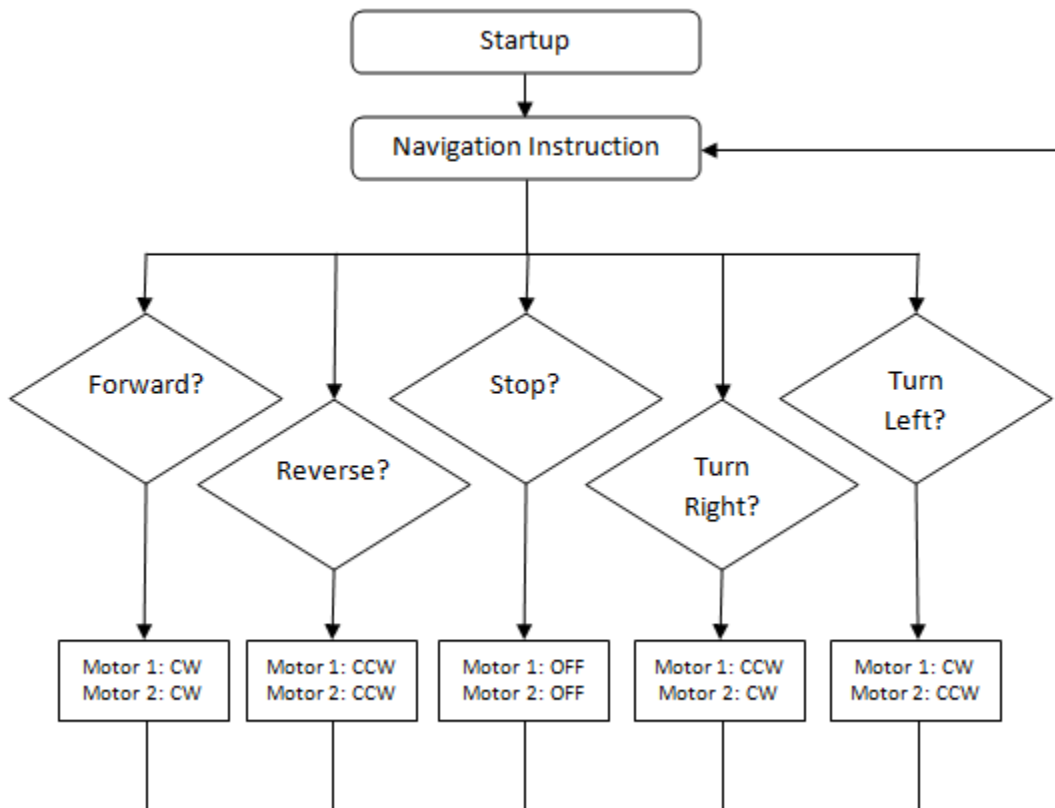 Startup
Navigation Instruction
Forward?
Reverse?
Stop?
Turn
Right?
Turn
Left?
Motor 1: CW
Motor 2: CW
Motor 1: CCW
Motor 2: CCW
Motor 1: OFF
Motor 2: OFF
Motor 1: CCW
Motor 2: CW
Motor 1: CW
Motor 2: CCW